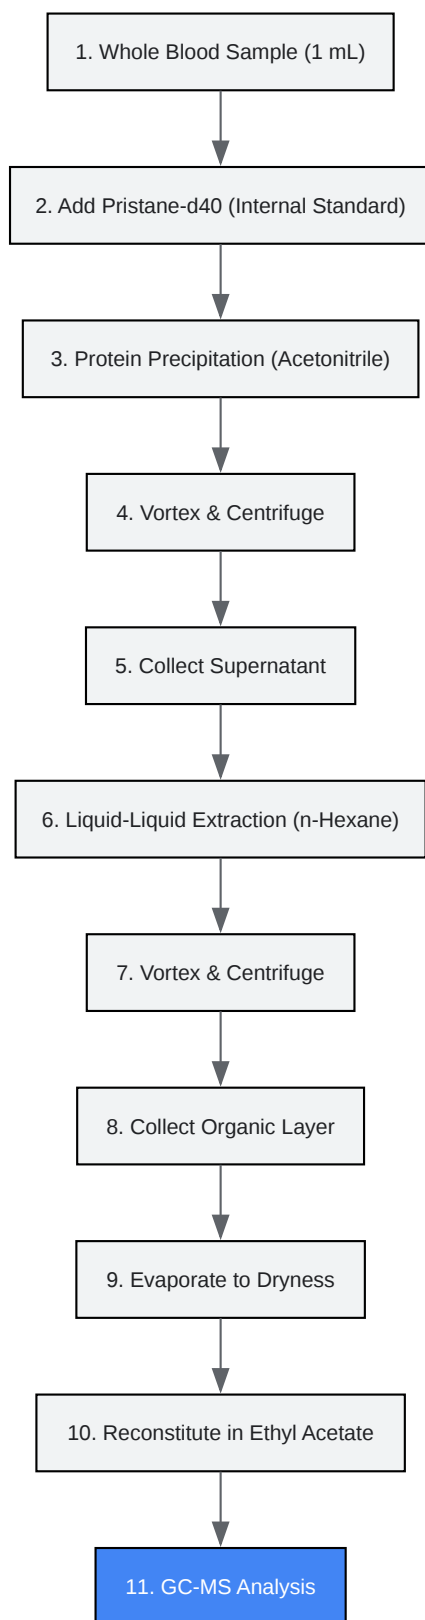 1. Whole Blood Sample (1 mL)
2. Add Pristane-d40 (Internal Standard)
3. Protein Precipitation (Acetonitrile)
4. Vortex & Centrifuge
5. Collect Supernatant
6. Liquid-Liquid Extraction (n-Hexane)
7. Vortex & Centrifuge
8. Collect Organic Layer
9. Evaporate to Dryness
10. Reconstitute in Ethyl Acetate
11. GC-MS Analysis